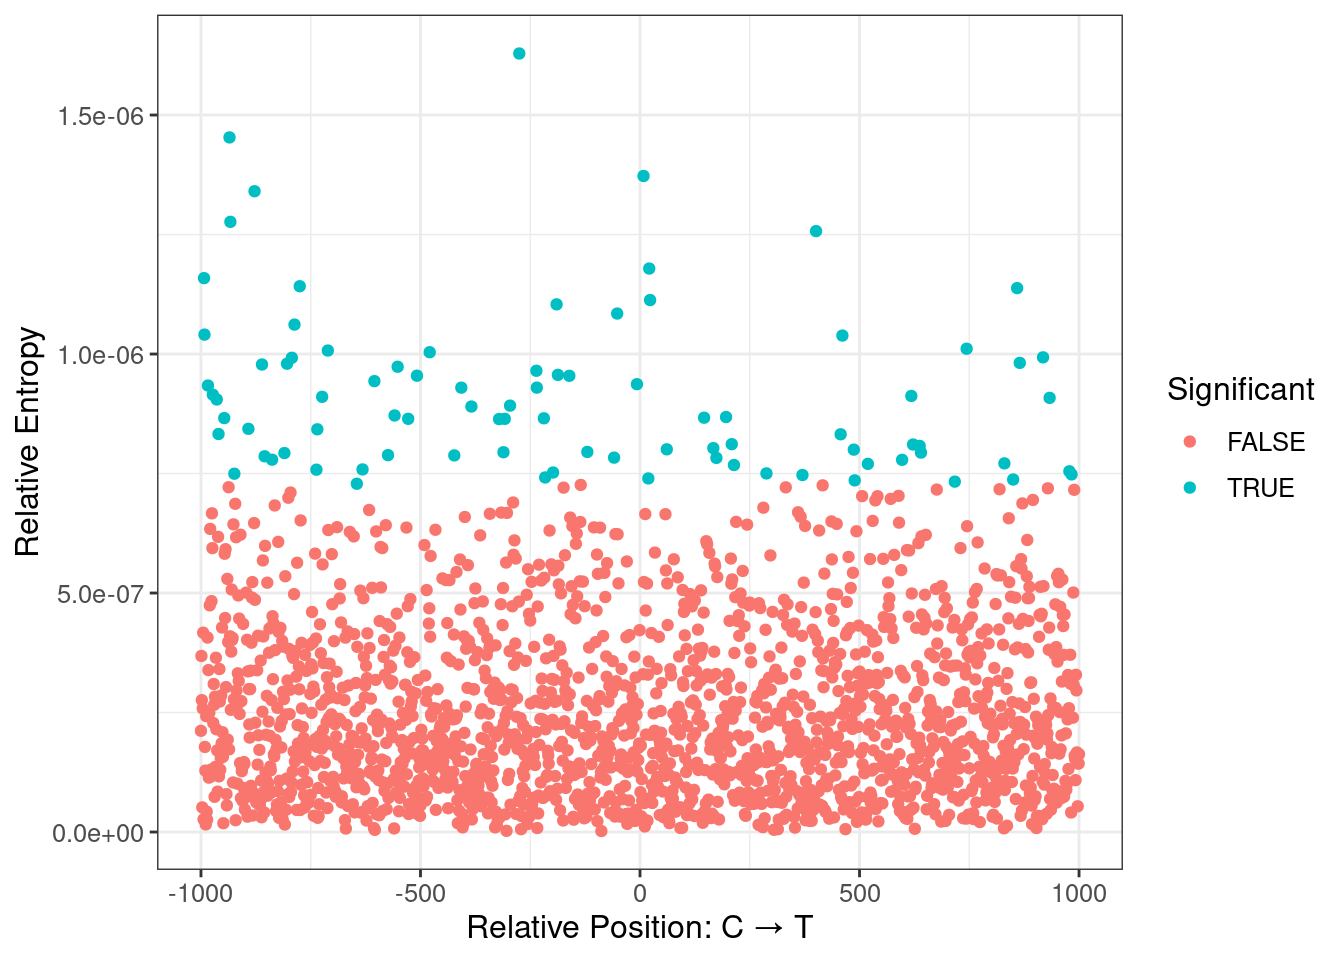 1.5e-06
1.0e-06
5.0e-07
0.0e+00
Relative Entropy
-1000 -500 0 500 1000
Relative Position: C → T
Significant
FALSE
TRUE